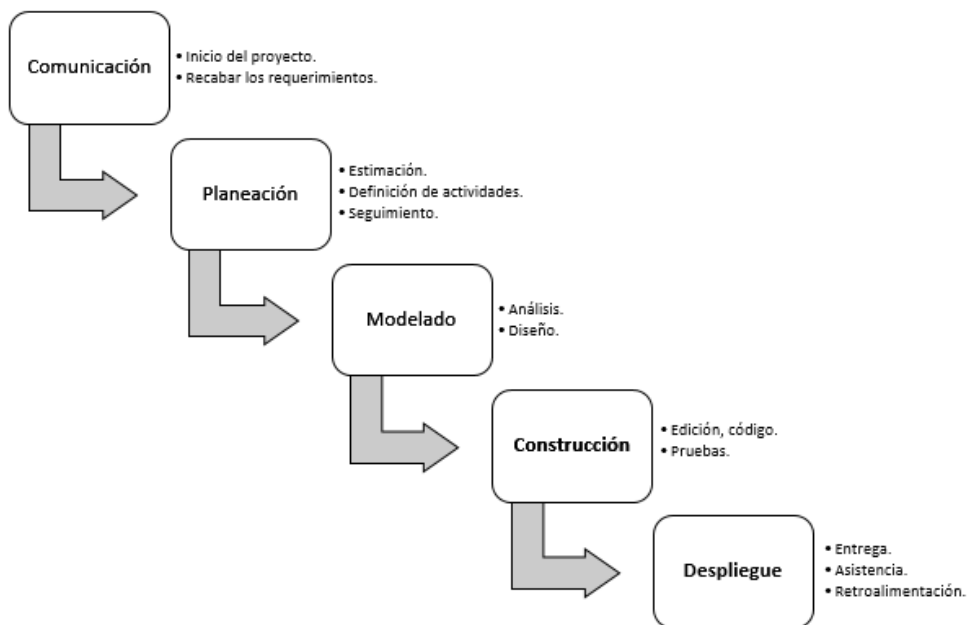 Comunicación
• Inicio del proyecto.
• Recabar los requerimientos.
Planeación
• Estimación.
• Definición de actividades.
• Seguimiento.
Modelado
• Análisis.
• Diseño.
Construcción
• Edición, código.
• Pruebas.
Despliegue
• Entrega.
• Asistencia.
• Retroalimentación.